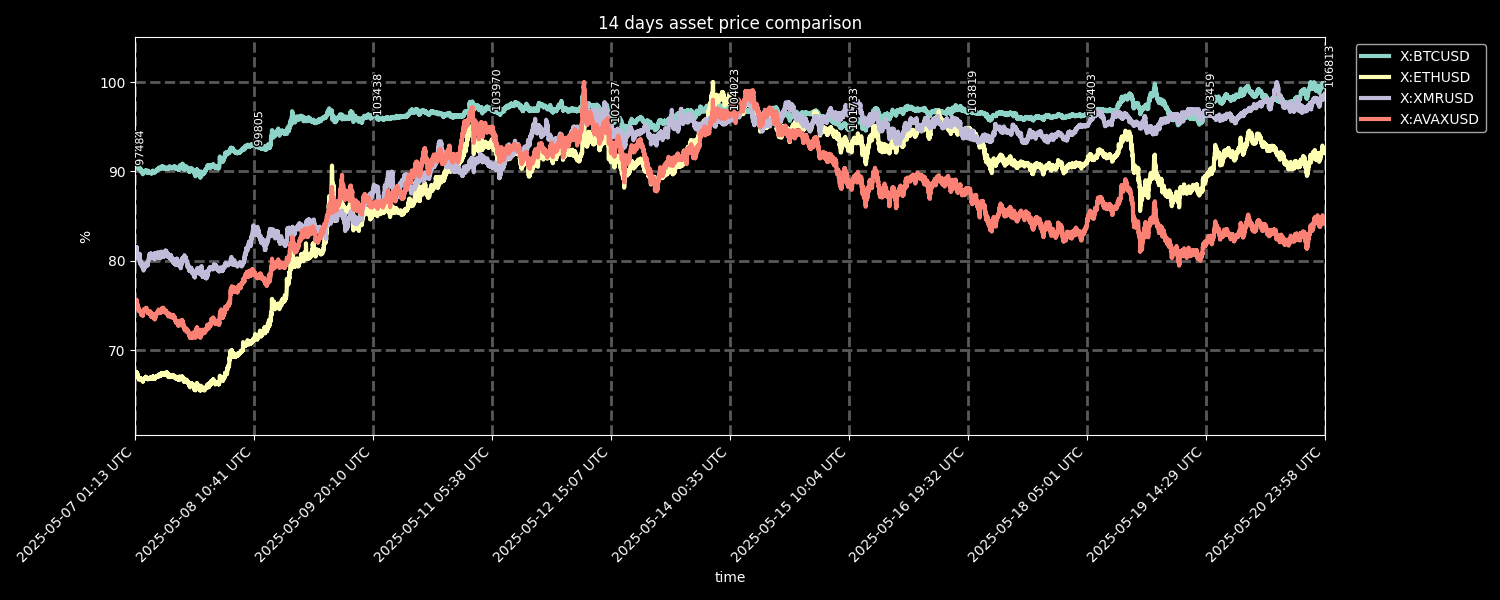 14 days asset price comparison
X:BTCUSD
X:ETHUSD
X:XMRUSD
X:AVAXUSD
100
90
80
70
%
97484
99805
103438
103970
102537
104023
101733
103819
103403
103459
106813
2025-05-07 01:13 UTC
2025-05-08 10:41 UTC
2025-05-09 20:10 UTC
2025-05-11 05:38 UTC
2025-05-12 15:07 UTC
2025-05-14 00:35 UTC
2025-05-15 10:04 UTC
2025-05-16 19:32 UTC
2025-05-18 05:01 UTC
2025-05-19 14:29 UTC
2025-05-20 23:58 UTC
time